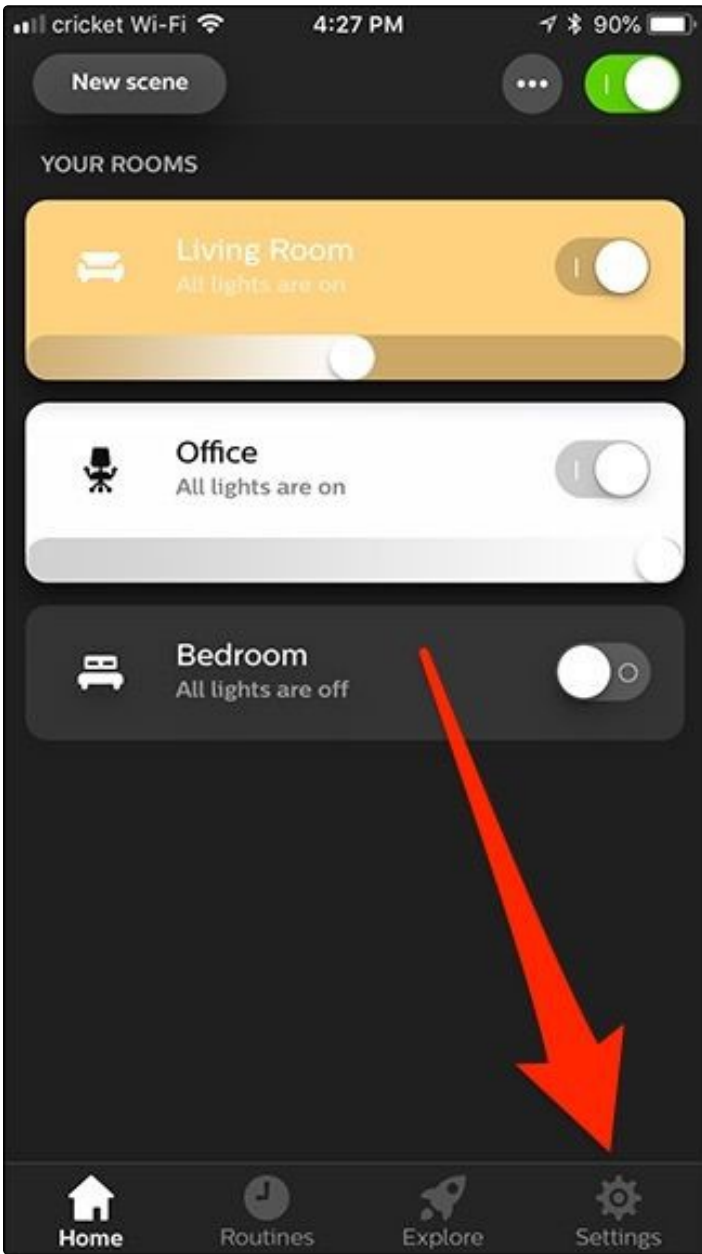 cricket Wi-Fi 4:27 PM 90%
New scene
YOUR ROOMS
Living Room
All lights are on
Office
All lights are on
Bedroom
All lights are off
Home Routines Explore Settings